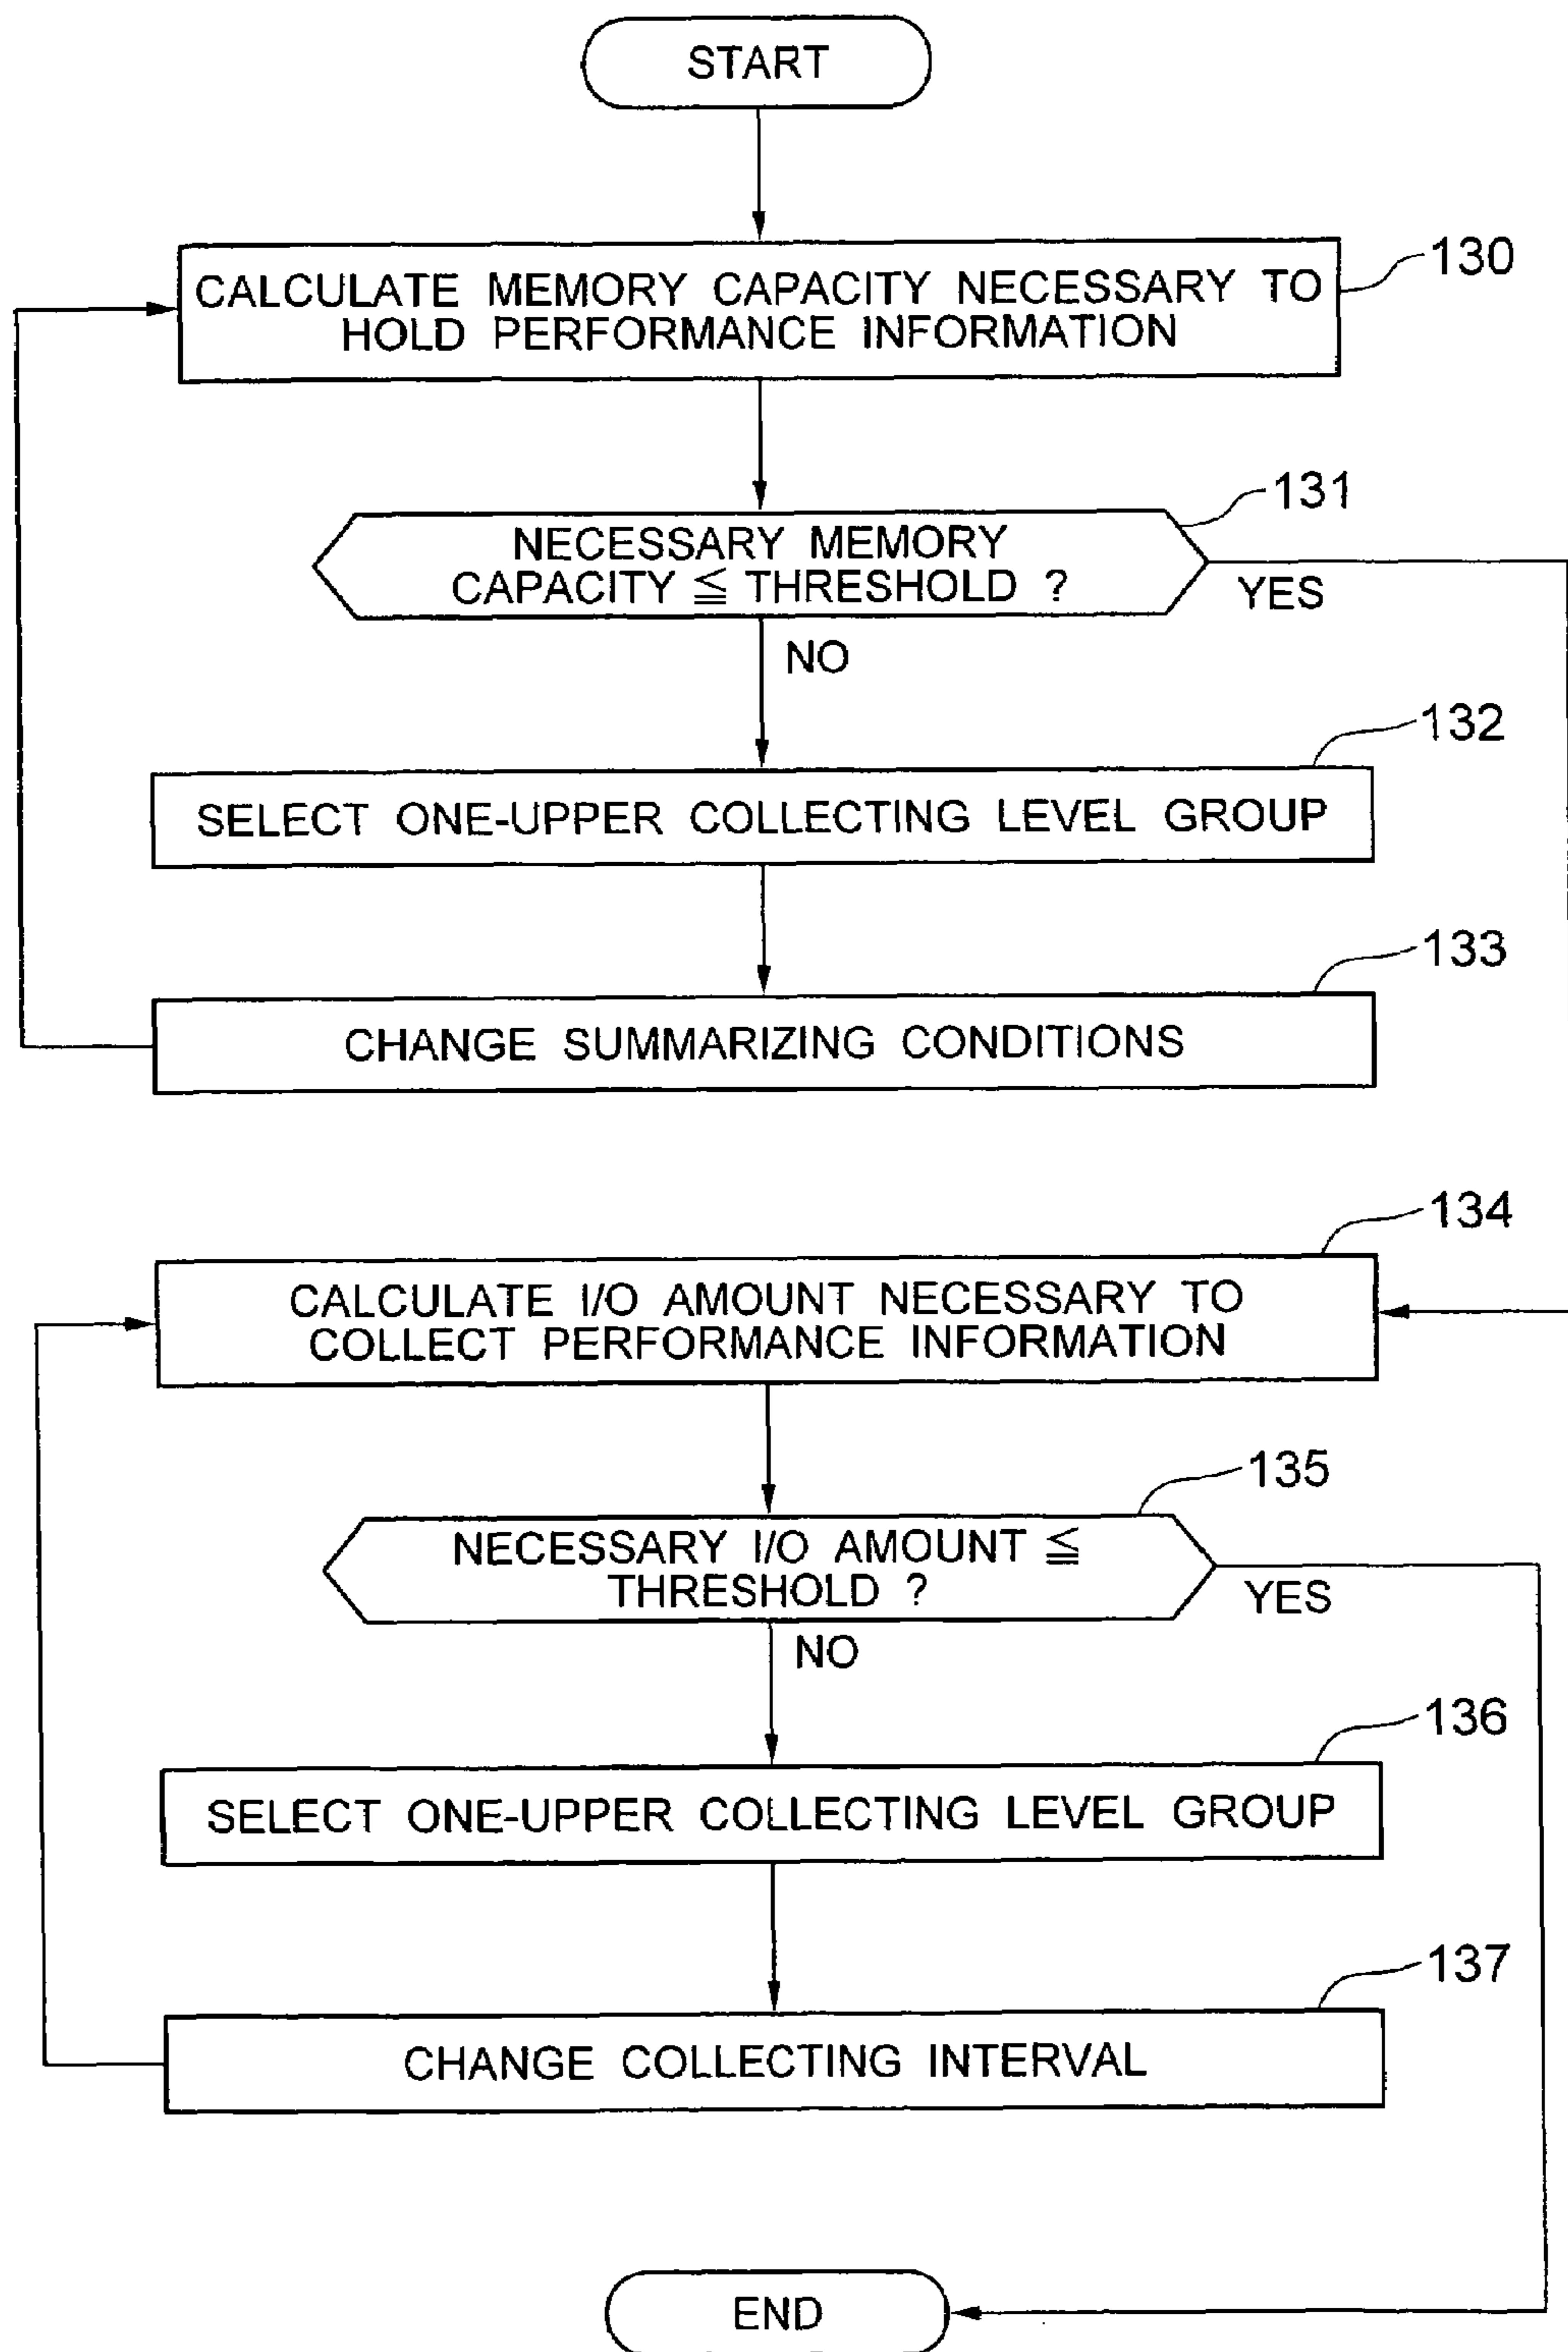 START
130
CALCULATE MEMORY CAPACITY NECESSARY TO
HOLD PERFORMANCE INFORMATION
131
NECESSARY MEMORY
CAPACITY ≦ THRESHOLD ?
YES
NO
132
SELECT ONE-UPPER COLLECTING LEVEL GROUP
133
CHANGE SUMMARIZING CONDITIONS
134
CALCULATE I/O AMOUNT NECESSARY TO
COLLECT PERFORMANCE INFORMATION
135
NECESSARY I/O AMOUNT ≦
THRESHOLD ?
YES
NO
136
SELECT ONE-UPPER COLLECTING LEVEL GROUP
137
CHANGE COLLECTING INTERVAL
END